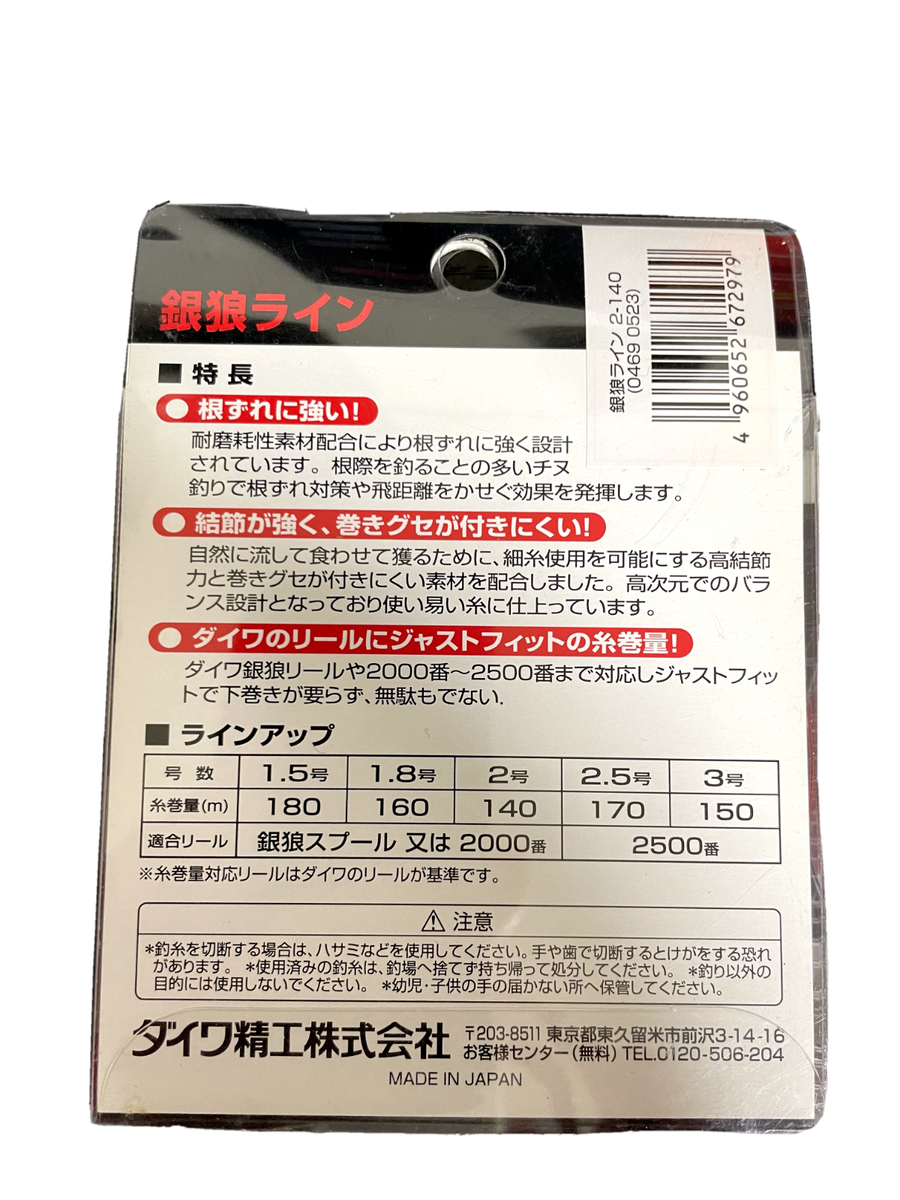 銀狼ライン
銀狼ライン 2-140
(0469 0523)
4 960652 672979
■ 特 長
● 根ずれに強い!
耐磨耗性素材配合により根ずれに強く設計
されています。根際を釣ることの多いチヌ
釣りで根ずれ対策や飛距離をかせぐ効果を発揮します。
● 結節が強く、巻きグセが付きにくい!
自然に流して食わせて獲るために、細糸使用を可能にする高結節
力と巻きグセが付きにくい素材を配合しました。高次元でのバラ
ンス設計となっており使い易い糸に仕上っています。
● ダイワのリールにジャストフィットの糸巻量!
ダイワ銀狼リールや2000番〜2500番まで対応しジャストフィッ
トで下巻きが要らず、無駄もでない.
■ ラインアップ
号 数 1.5号 1.8号 2号 2.5号 3号
糸巻量(m) 180 160 140 170 150
適合リール 銀狼スプール 又は 2000番 2500番
※糸巻量対応リールはダイワのリールが基準です。
⚠ 注意
*釣糸を切断する場合は、ハサミなどを使用してください。手や歯で切断するとけがをする恐れ
があります。 *使用済みの釣糸は、釣場へ捨てず持ち帰って処分してください。 *釣り以外の
目的には使用しないでください。 *幼児・子供の手の届かない所へ保管してください。
ダイワ精工株式会社
〒203-8511 東京都東久留米市前沢3-14-16
お客様センター(無料) TEL.0120-506-204
MADE IN JAPAN